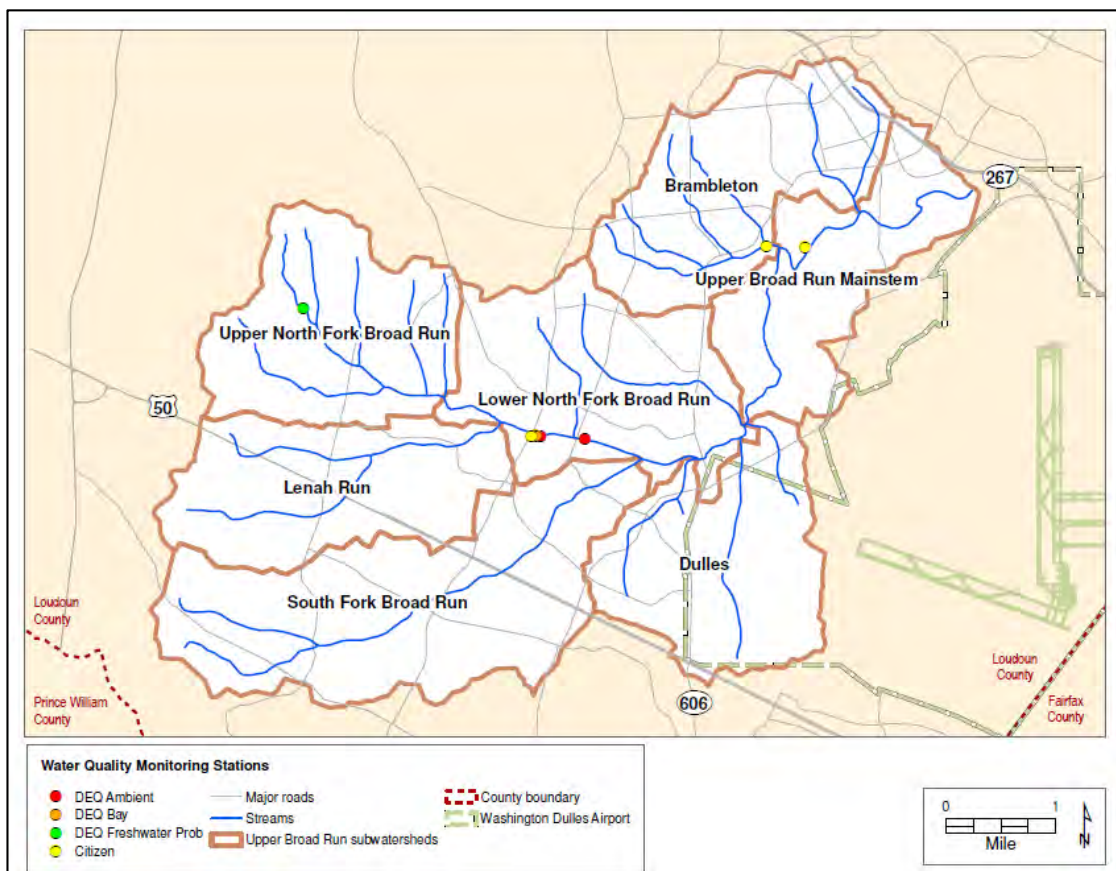 267
Brambleton
Upper Broad Run Mainstem
Upper North Fork Broad Run
50
Lower North Fork Broad Run
Lenah Run
Dulles
South Fork Broad Run
Loudoun
County
Prince William
County
Loudoun
County
Fairfax
County
606
Water Quality Monitoring Stations
DEQ Ambient
DEQ Bay
DEQ Freshwater Prob
Citizen
Major roads
Streams
Upper Broad Run subwatersheds
County boundary
Washington Dulles Airport
0 1
Mile
N